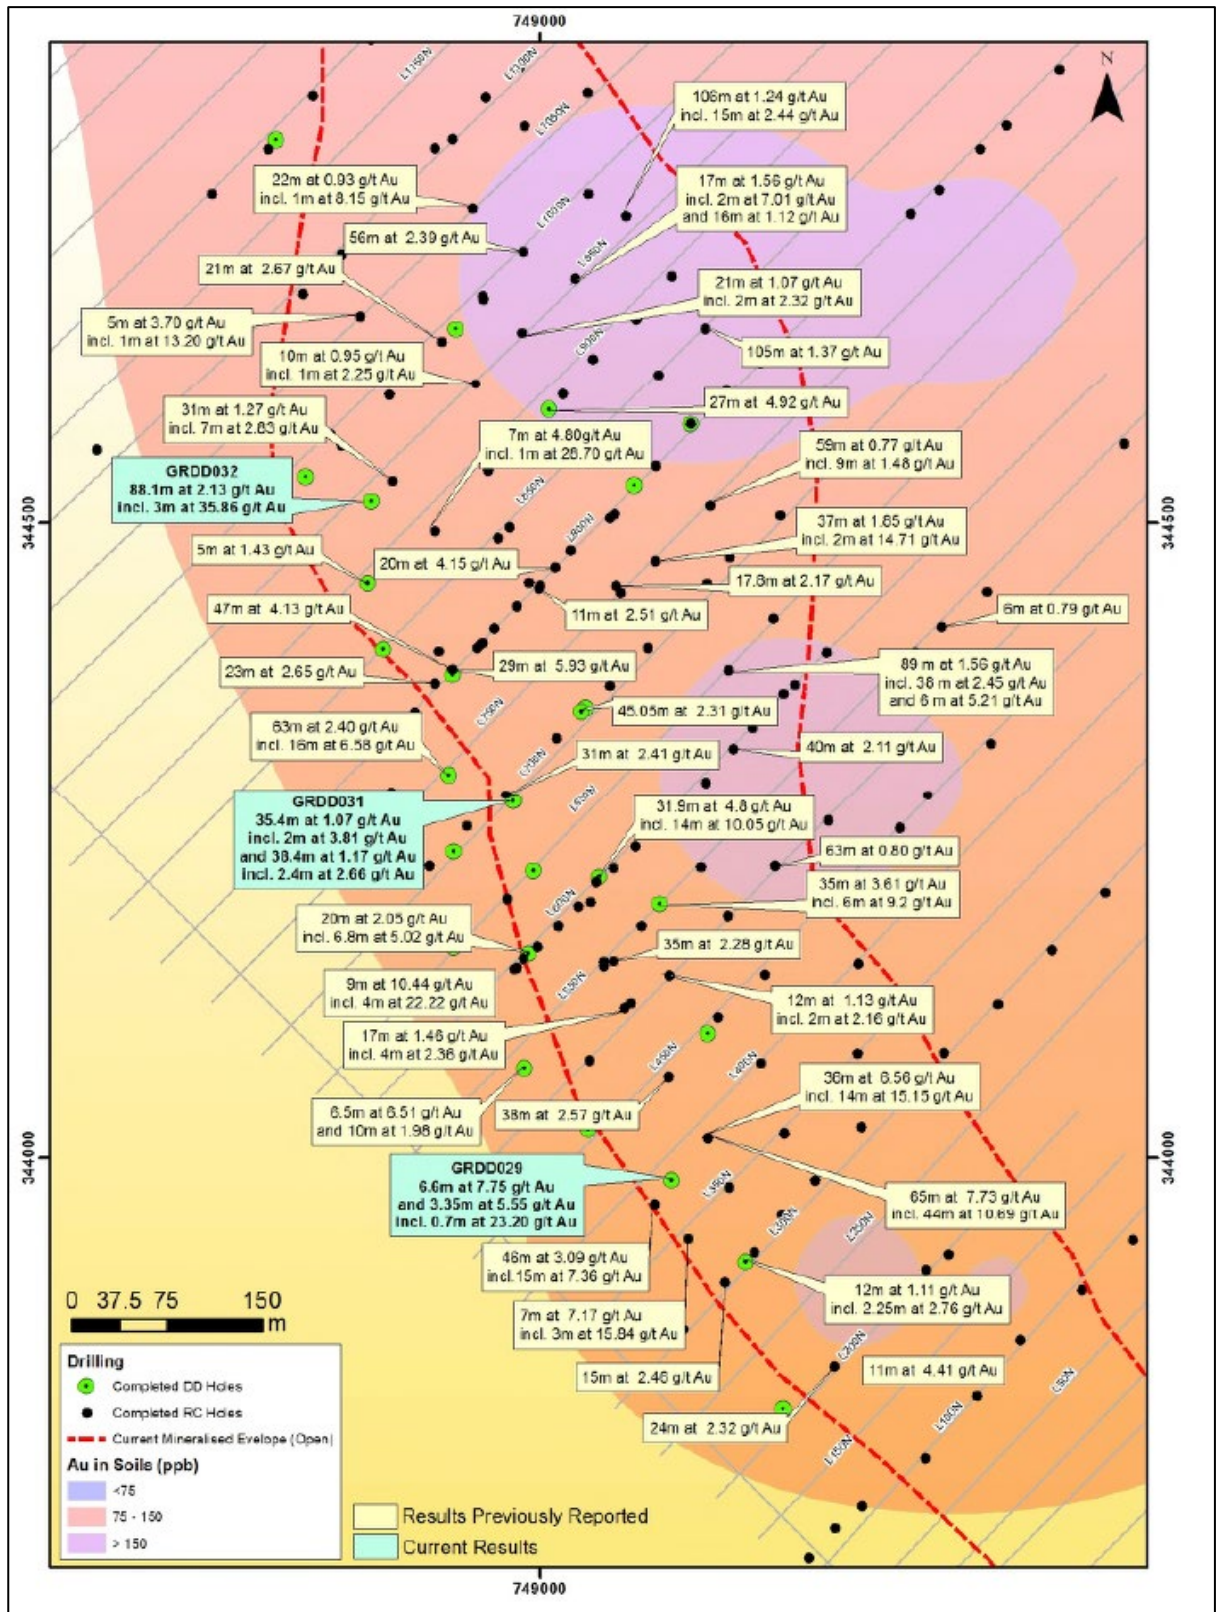 749000
N
L1150N
L1100N
L1050N
106m at 1.24 g/t Au
incl. 15m at 2.44 g/t Au
22m at 0.93 g/t Au
incl. 1m at 8.15 g/t Au
17m at 1.56 g/t Au
incl. 2m at 7.01 g/t Au
and 16m at 1.12 g/t Au
L1000N
56m at 2.39 g/t Au
L950N
21m at 2.67 g/t Au
21m at 1.07 g/t Au
incl. 2m at 2.32 g/t Au
5m at 3.70 g/t Au
incl. 1m at 13.20 g/t Au
L900N
105m at 1.37 g/t Au
10m at 0.95 g/t Au
incl. 1m at 2.25 g/t Au
27m at 4.92 g/t Au
31m at 1.27 g/t Au
incl. 7m at 2.83 g/t Au
7m at 4.80g/t Au
incl. 1m at 28.70 g/t Au
59m at 0.77 g/t Au
incl. 9m at 1.48 g/t Au
GRDD032
88.1m at 2.13 g/t Au
incl. 3m at 35.86 g/t Au
L850N
L800N
344500
344500
37m at 1.85 g/t Au
incl. 2m at 14.71 g/t Au
5m at 1.43 g/t Au
20m at 4.15 g/t Au
17.8m at 2.17 g/t Au
47m at 4.13 g/t Au
11m at 2.51 g/t Au
6m at 0.79 g/t Au
23m at 2.65 g/t Au
29m at 5.93 g/t Au
89 m at 1.56 g/t Au
incl. 38 m at 2.45 g/t Au
and 6 m at 5.21 g/t Au
L750N
45.05m at 2.31 g/t Au
63m at 2.40 g/t Au
incl. 16m at 6.58 g/t Au
L700N
31m at 2.41 g/t Au
40m at 2.11 g/t Au
GRDD031
35.4m at 1.07 g/t Au
incl. 2m at 3.81 g/t Au
and 38.4m at 1.17 g/t Au
incl. 2.4m at 2.66 g/t Au
31.9m at 4.8 g/t Au
incl. 14m at 10.05 g/t Au
63m at 0.80 g/t Au
35m at 3.61 g/t Au
incl. 6m at 9.2 g/t Au
L600N
20m at 2.05 g/t Au
incl. 6.8m at 5.02 g/t Au
35m at 2.28 g/t Au
L550N
9m at 10.44 g/t Au
incl. 4m at 22.22 g/t Au
12m at 1.13 g/t Au
incl. 2m at 2.16 g/t Au
17m at 1.46 g/t Au
incl. 4m at 2.36 g/t Au
L450N
L400N
36m at 6.56 g/t Au
incl. 14m at 15.15 g/t Au
6.5m at 6.51 g/t Au
and 10m at 1.98 g/t Au
38m at 2.57 g/t Au
344000
344000
GRDD029
6.6m at 7.75 g/t Au
and 3.35m at 5.55 g/t Au
incl. 0.7m at 23.20 g/t Au
L350N
65m at 7.73 g/t Au
incl. 44m at 10.69 g/t Au
L300N
L250N
46m at 3.09 g/t Au
incl.15m at 7.36 g/t Au
12m at 1.11 g/t Au
incl. 2.25m at 2.76 g/t Au
7m at 7.17 g/t Au
incl. 3m at 15.84 g/t Au
L200N
15m at 2.46 g/t Au
11m at 4.41 g/t Au
L50N
L100N
24m at 2.32 g/t Au
L150N
0 37.5 75 150
m
Drilling
Completed DD Holes
Completed RC Holes
Current Mineralised Evelope (Open)
Au in Soils (ppb)
<75
75 - 150
> 150
Results Previously Reported
Current Results
749000